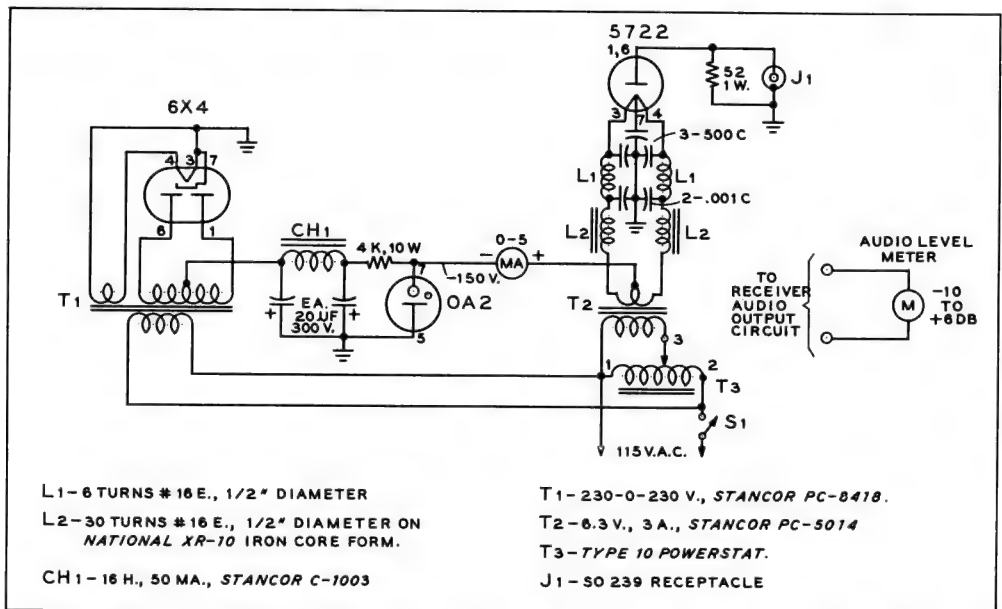 5722
1,6
52
1 W.
J1
3
7
4
3-500C
6X4
4 3 7
6
1
L1
L1
2-.001C
L2
L2
CH1
4 K, 10 W
0-5
- MA +
-150 V.
7
OA2
5
EA.
20UF
300 V.
+
+
T1
T2
3
1
2
T3
S1
115 V.A.C.
TO
RECEIVER
AUDIO
OUTPUT
CIRCUIT
AUDIO LEVEL
METER
M
-10
TO
+6DB
L1-6 TURNS # 16 E., 1/2" DIAMETER
L2-30 TURNS # 16 E., 1/2" DIAMETER ON
NATIONAL XR-10 IRON CORE FORM.
CH1-16 H., 50 MA., STANCOR C-1003
T1-230-0-230 V., STANCOR PC-8418.
T2-6.3 V., 3 A., STANCOR PC-5014
T3-TYPE 10 POWERSTAT.
J1-SO 239 RECEPTACLE